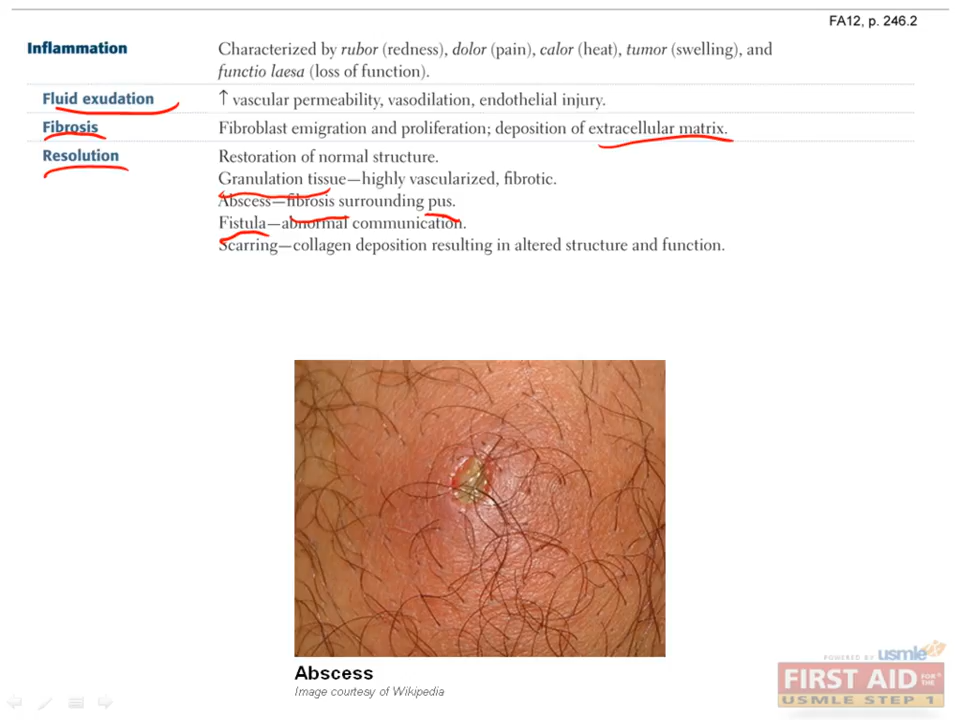 FA12, p. 246.2
Inflammation
Characterized by rubor (redness), dolor (pain), calor (heat), tumor (swelling), and
functio laesa (loss of function).
Fluid exudation
↑ vascular permeability, vasodilation, endothelial injury.
Fibrosis
Fibroblast emigration and proliferation; deposition of extracellular matrix.
Resolution
Restoration of normal structure.
Granulation tissue—highly vascularized, fibrotic.
Abscess—fibrosis surrounding pus.
Fistula—abnormal communication.
Scarring—collagen deposition resulting in altered structure and function.
Abscess
Image courtesy of Wikipedia
POWERED BY usmle
FIRST AID FOR THE®
USMLE STEP 1